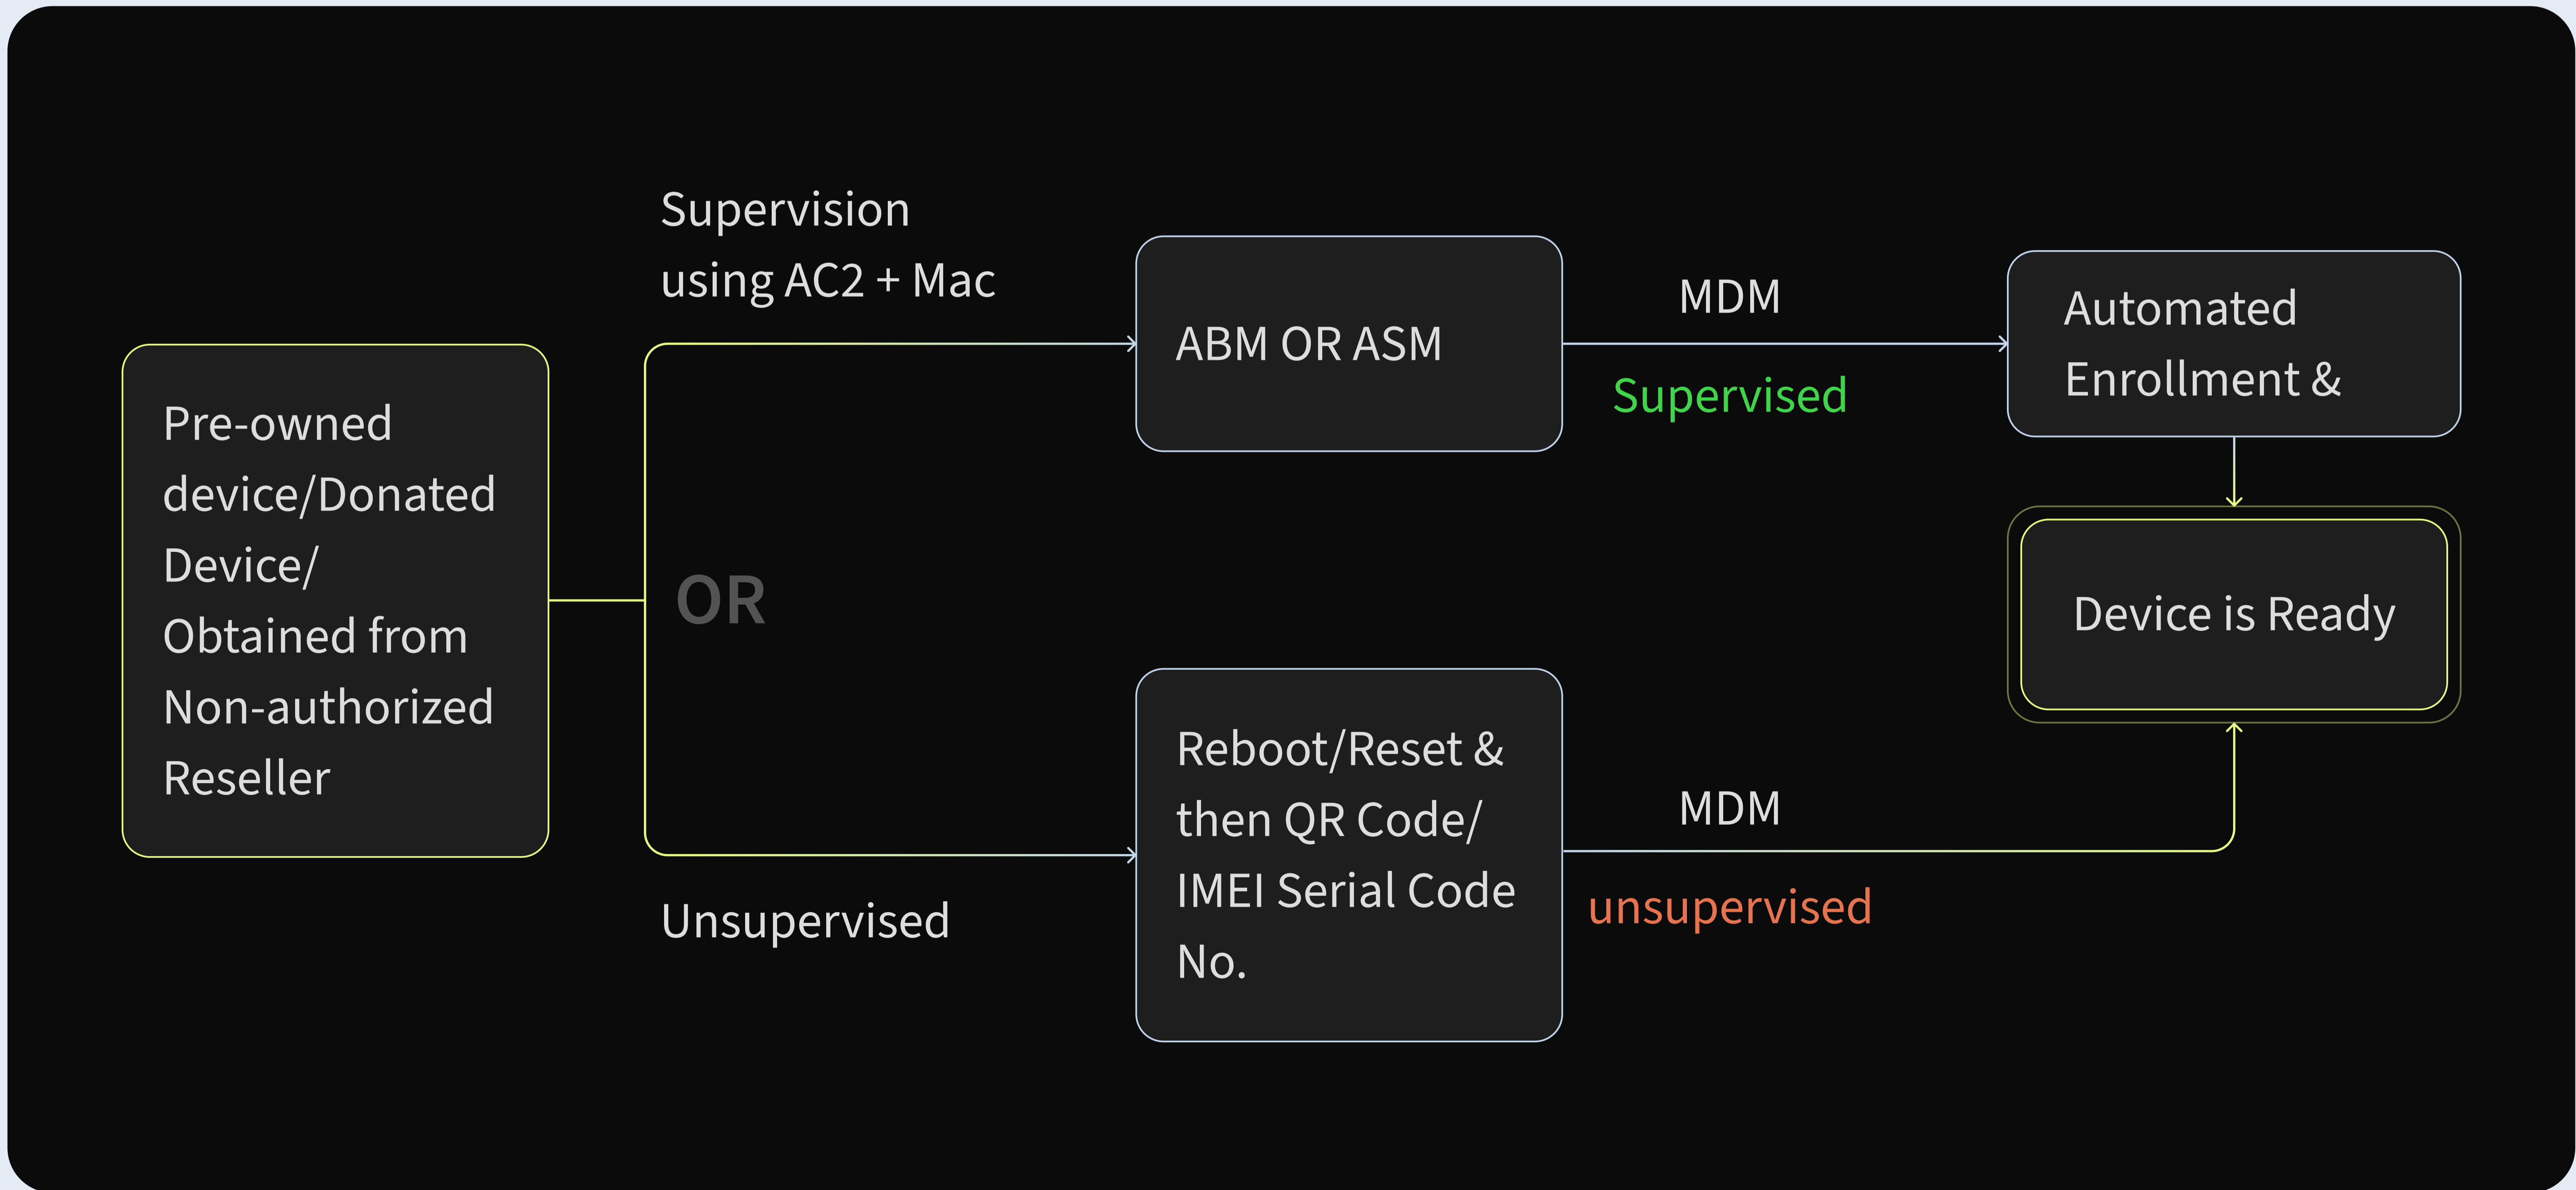 Supervision
using AC2 + Mac
Pre-owned
device/Donated
Device/
Obtained from
Non-authorized
Reseller
OR
Unsupervised
ABM OR ASM
MDM
Supervised
Automated
Enrollment &
Device is Ready
Reboot/Reset &
then QR Code/
IMEI Serial Code
No.
MDM
unsupervised